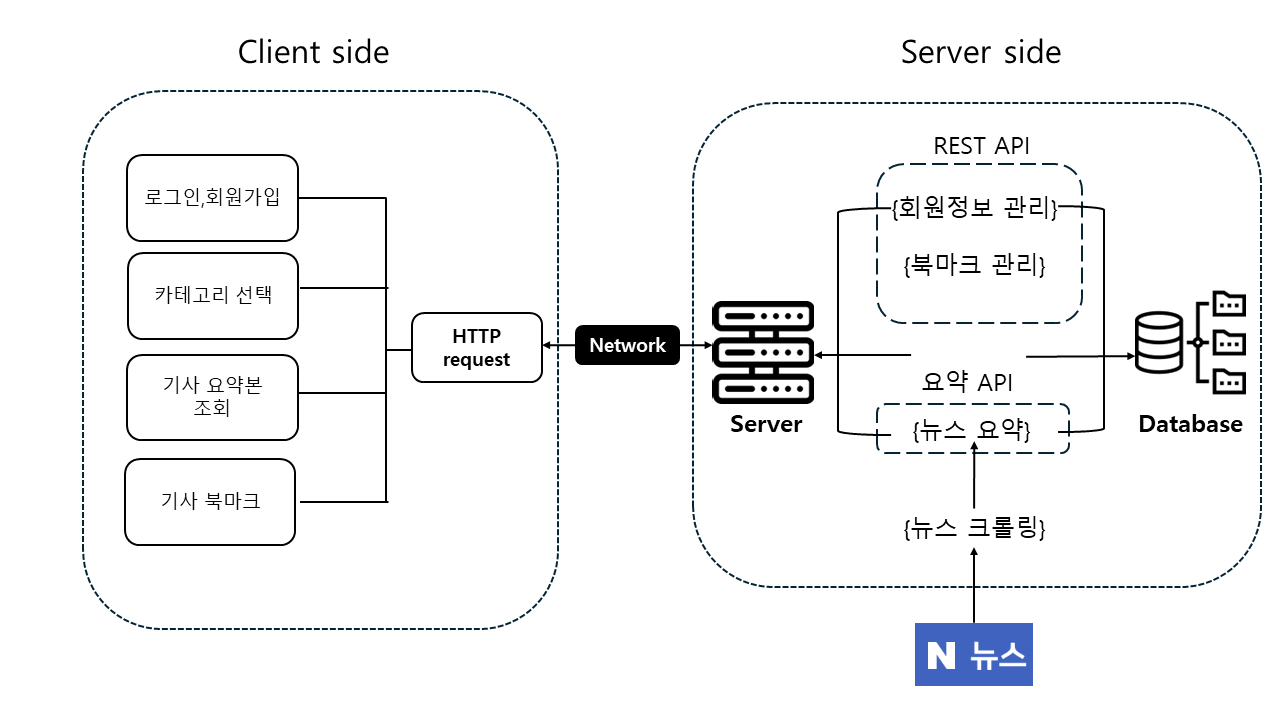 Client side
로그인,회원가입
카테고리 선택
기사 요약본
조회
기사 북마크
HTTP
request
Network
Server side
REST API
{회원정보 관리}
{북마크 관리}
Server
요약 API
{뉴스 요약}
{뉴스 크롤링}
Database
N 뉴스